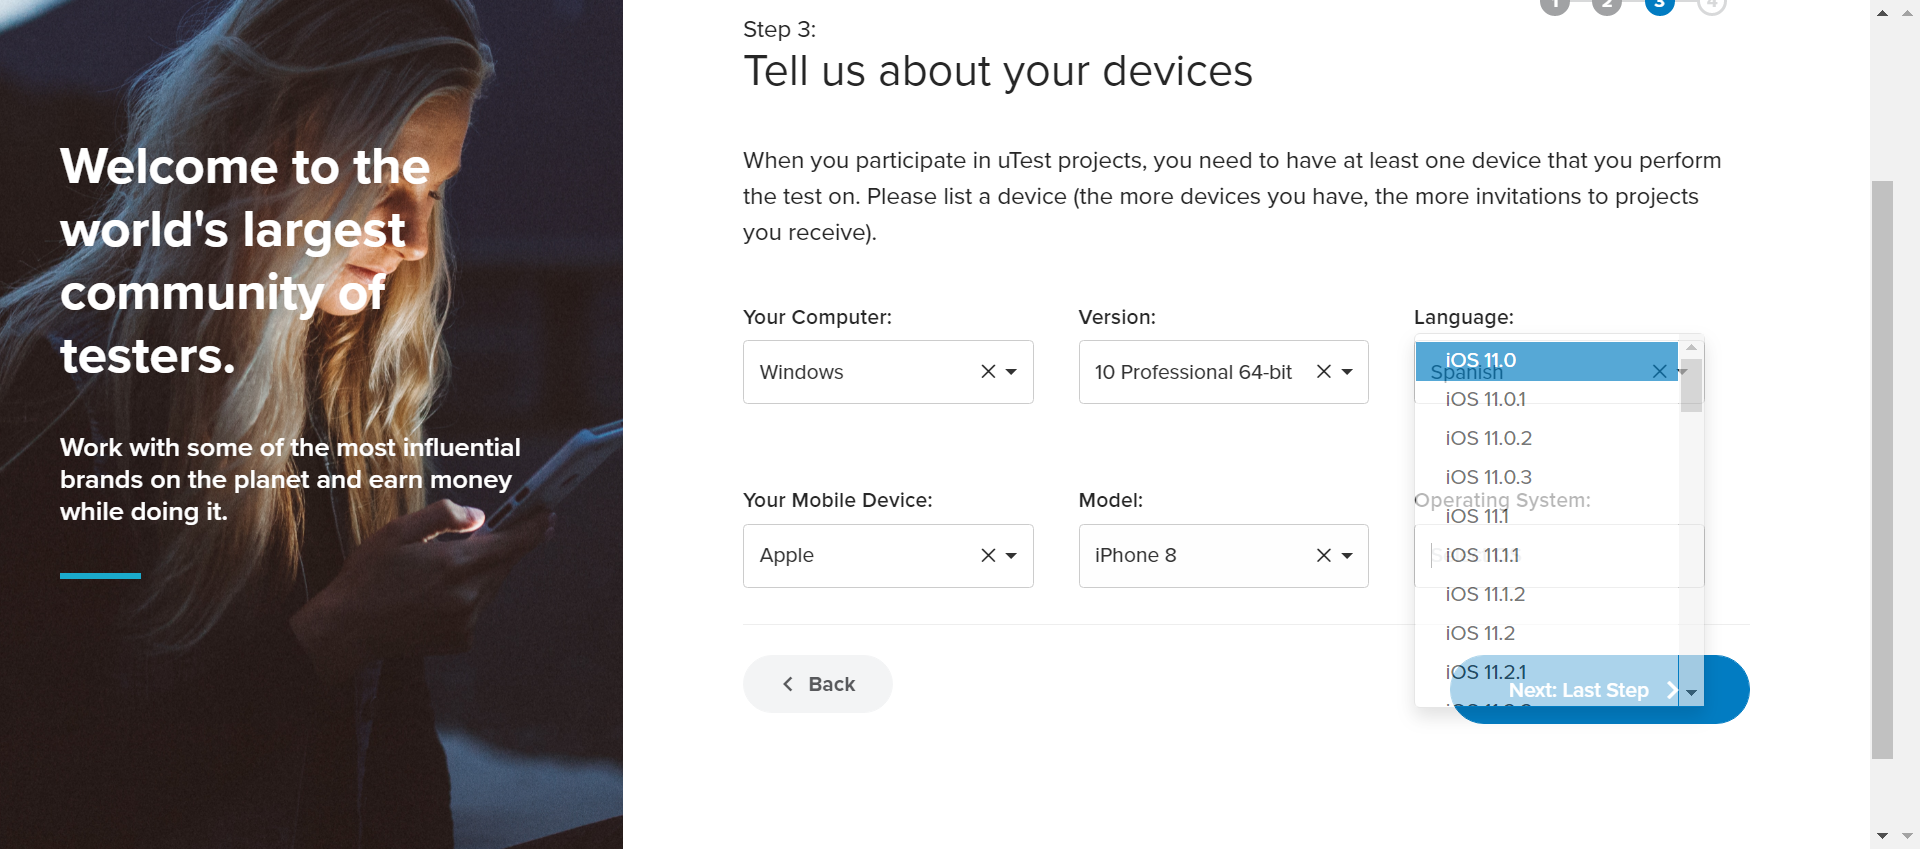 1 2 3 4
Step 3:
Tell us about your devices
Welcome to the
world's largest
community of
testers.
Work with some of the most influential
brands on the planet and earn money
while doing it.
When you participate in uTest projects, you need to have at least one device that you perform
the test on. Please list a device (the more devices you have, the more invitations to projects
you receive).
Your Computer:
Windows
Version:
10 Professional 64-bit
Language:
Spanish
Your Mobile Device:
Apple
Model:
iPhone 8
Operating System:
iOS 11.0
iOS 11.0.1
iOS 11.0.2
iOS 11.0.3
iOS 11.1
iOS 11.1.1
iOS 11.1.2
iOS 11.2
iOS 11.2.1
Back
Next: Last Step